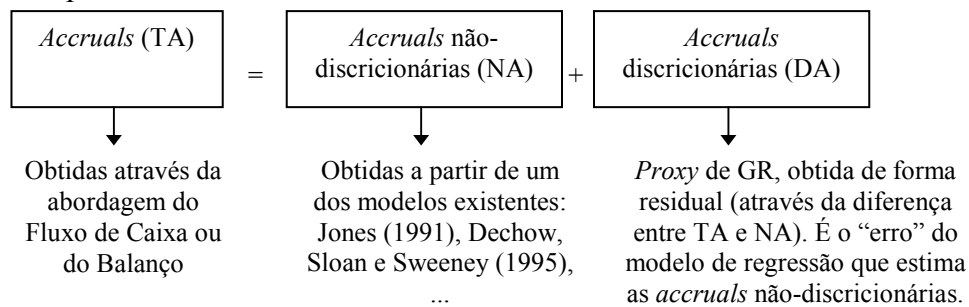 Accruals (TA)
=
Accruals não-
discricionárias (NA)
+
Accruals
discricionárias (DA)
Obtidas através da
abordagem do
Fluxo de Caixa ou
do Balanço
Obtidas a partir de um
dos modelos existentes:
Jones (1991), Dechow,
Sloan e Sweeney (1995),
...
Proxy de GR, obtida de forma
residual (através da diferença
entre TA e NA). É o “erro” do
modelo de regressão que estima
as accruals não-discricionárias.